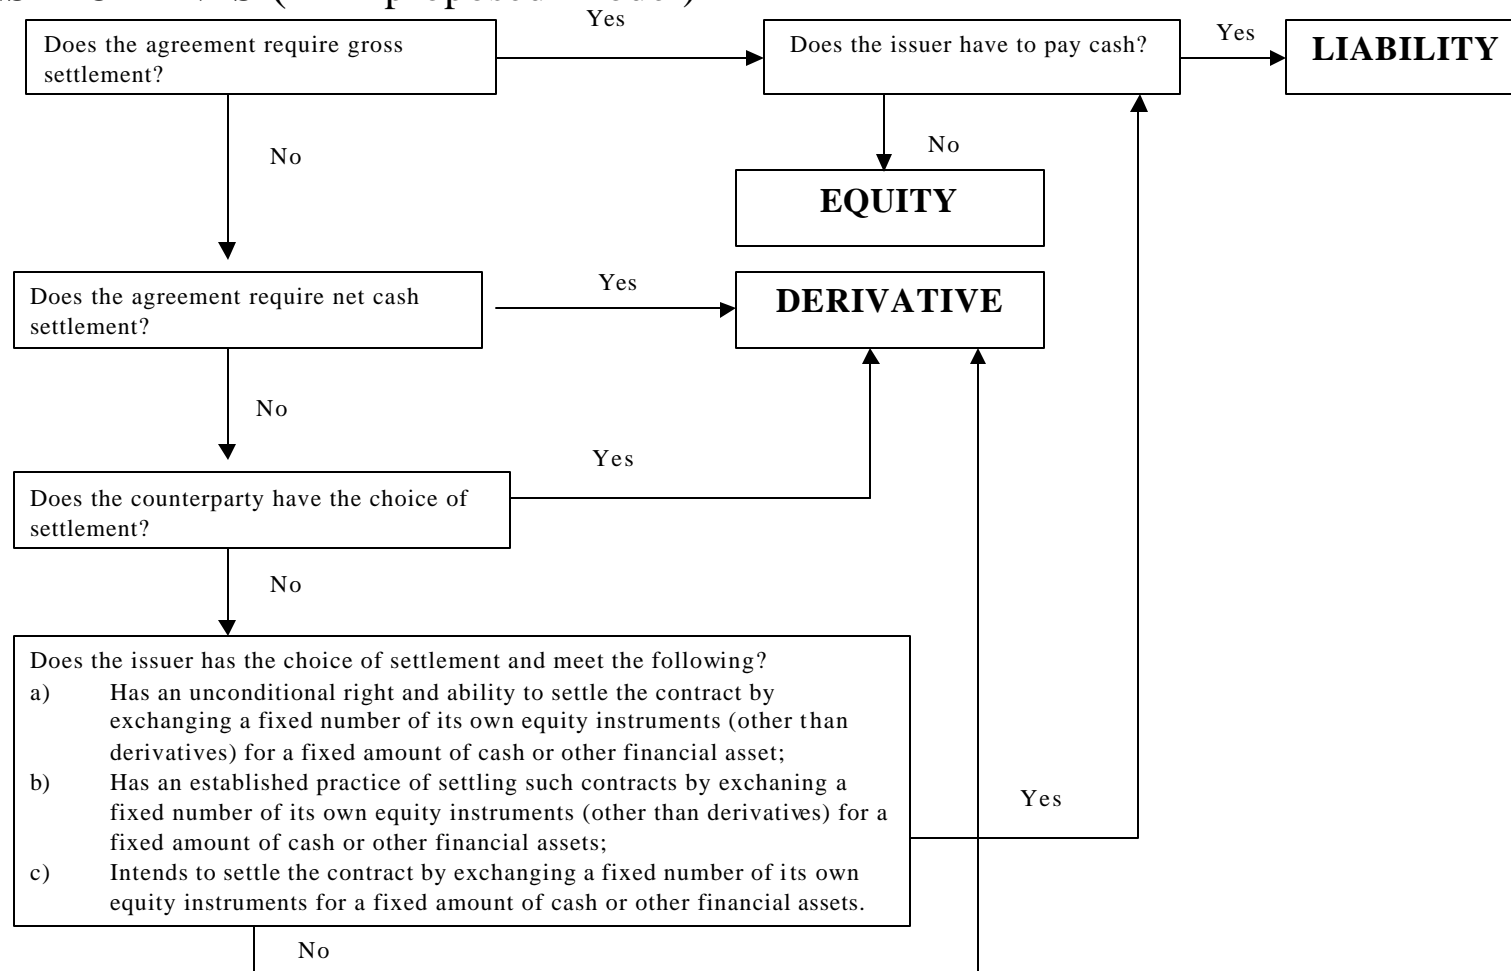 Yes
Does the agreement require gross
settlement?
Does the issuer have to pay cash?
Yes
LIABILITY
No
No
EQUITY
Does the agreement require net cash
settlement?
Yes
DERIVATIVE
No
Yes
Does the counterparty have the choice of
settlement?
No
Does the issuer has the choice of settlement and meet the following?
a) Has an unconditional right and ability to settle the contract by
exchanging a fixed number of its own equity instruments (other than
derivatives) for a fixed amount of cash or other financial asset;
b) Has an established practice of settling such contracts by exchaning a
fixed number of its own equity instruments (other than derivatives) for a
fixed amount of cash or other financial assets;
c) Intends to settle the contract by exchanging a fixed number of its own
equity instruments for a fixed amount of cash or other financial assets.
Yes
No